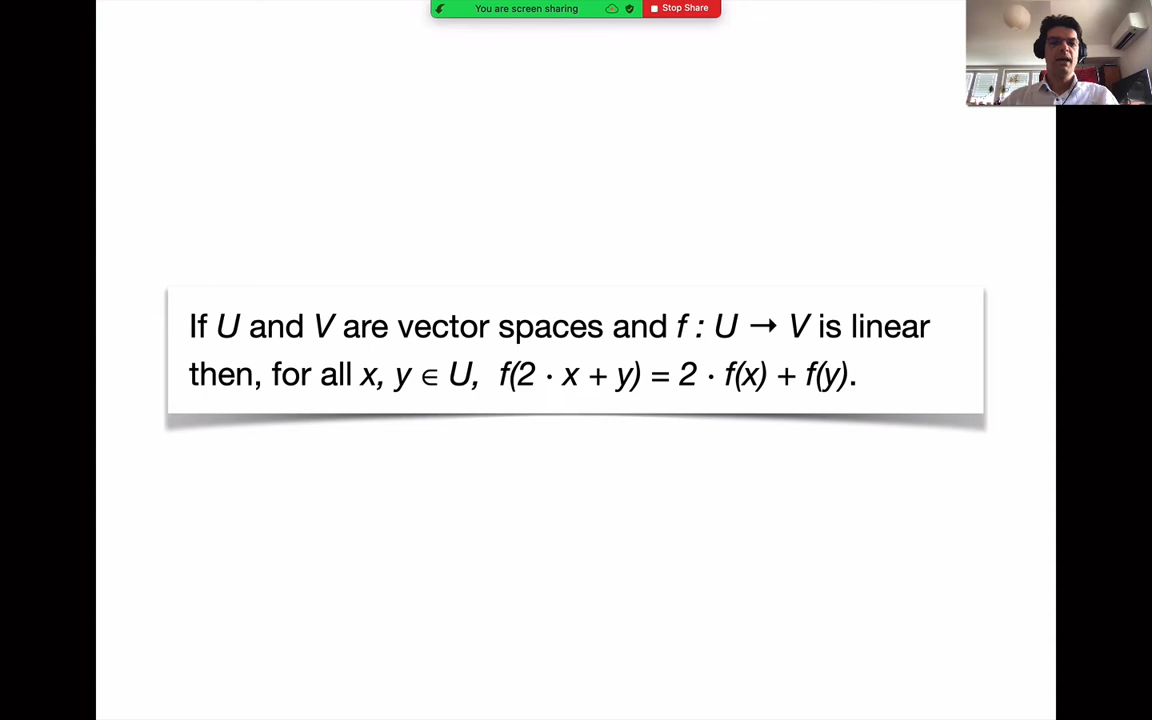 You are screen sharing
Stop Share
If U and V are vector spaces and f : U → V is linear
then, for all x, y ∈ U, f(2 · x + y) = 2 · f(x) + f(y).